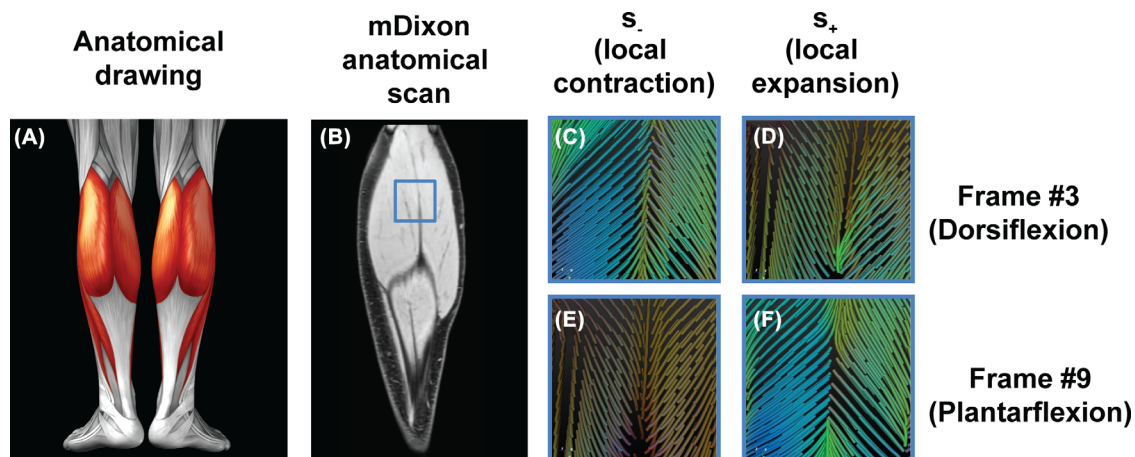 Anatomical
drawing
mDixon
anatomical
scan
s-
(local
contraction)
s+
(local
expansion)
(A)
(B)
(C)
(D)
Frame #3
(Dorsiflexion)
(E)
(F)
Frame #9
(Plantarflexion)